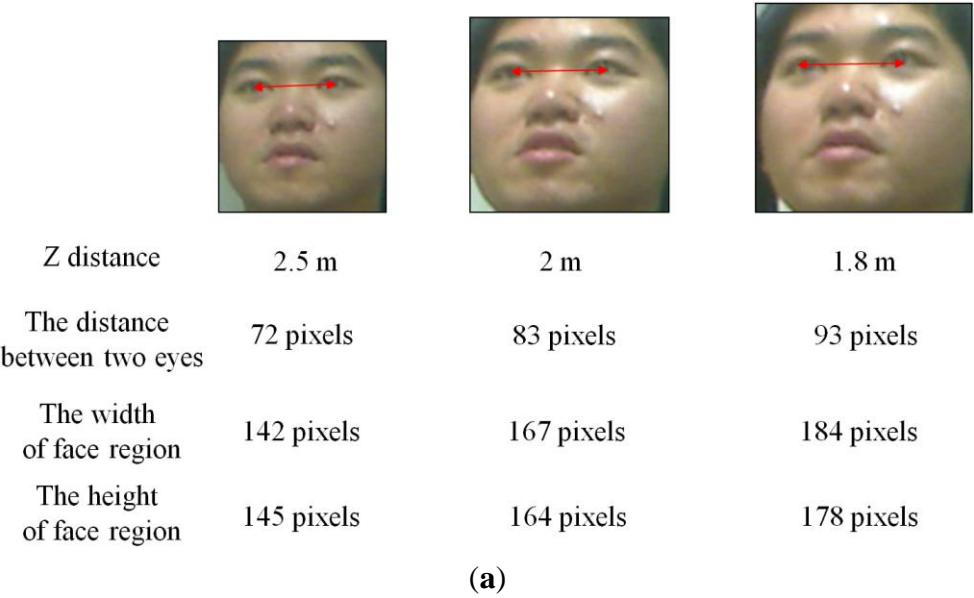 Z distance 2.5 m 2 m 1.8 m
The distance
between two eyes
72 pixels 83 pixels 93 pixels
The width
of face region
142 pixels 167 pixels 184 pixels
The height
of face region
145 pixels 164 pixels 178 pixels
(a)